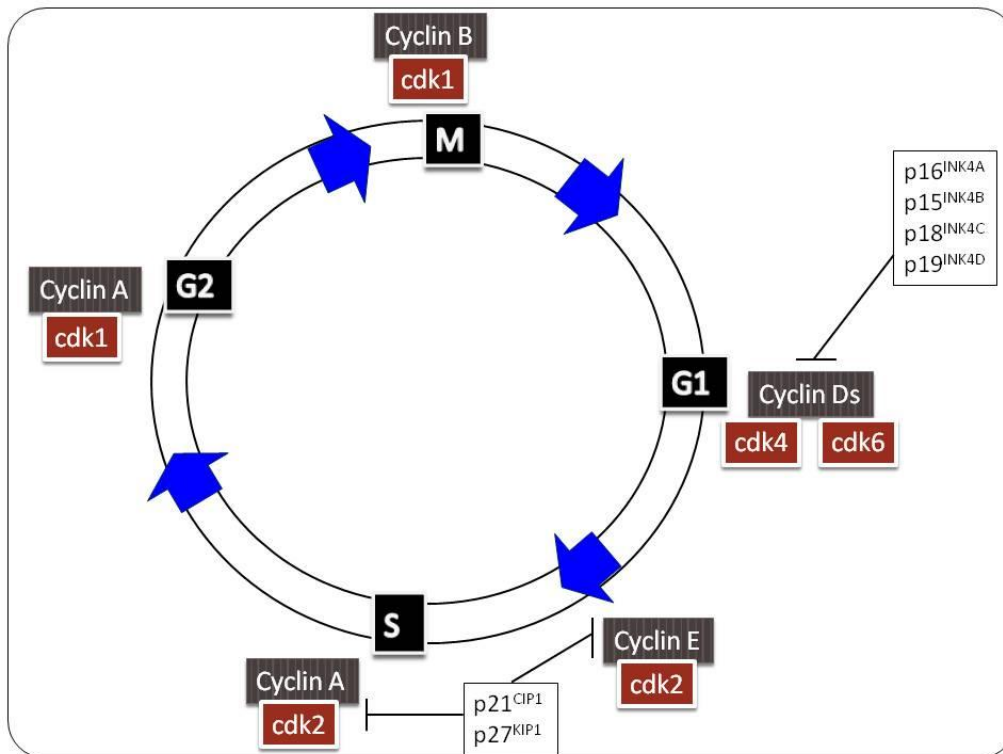 Cyclin B
cdk1
M
p16INK4A
p15INK4B
p18INK4C
p19INK4D
Cyclin A
cdk1
G2
G1
Cyclin Ds
cdk4
cdk6
S
Cyclin E
cdk2
Cyclin A
cdk2
p21CIP1
p27KIP1